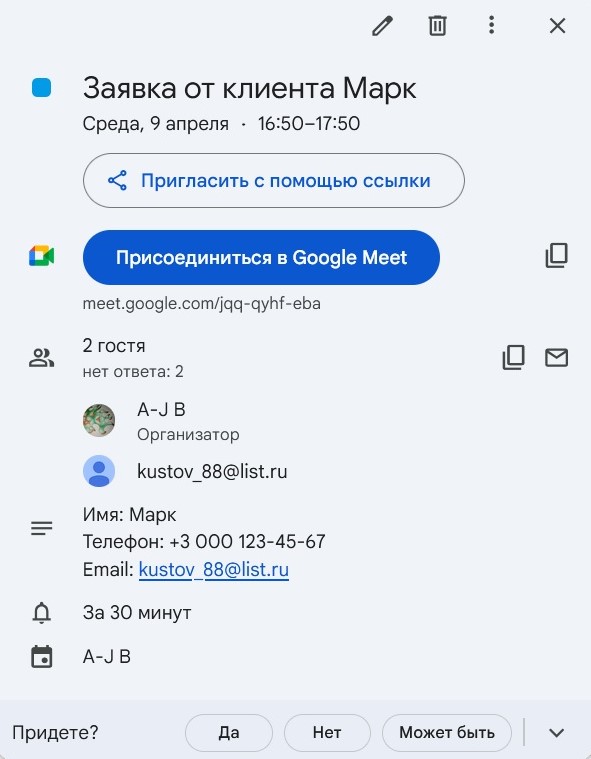 Заявка от клиента Марк
Среда, 9 апреля · 16:50–17:50
Пригласить с помощью ссылки
Присоединиться в Google Meet
meet.google.com/jqq-qyhf-eba
2 гостя
нет ответа: 2
A-J B
Организатор
kustov_88@list.ru
Имя: Марк
Телефон: +3 000 123-45-67
Email: kustov_88@list.ru
За 30 минут
A-J B
Придете? Да Нет Может быть